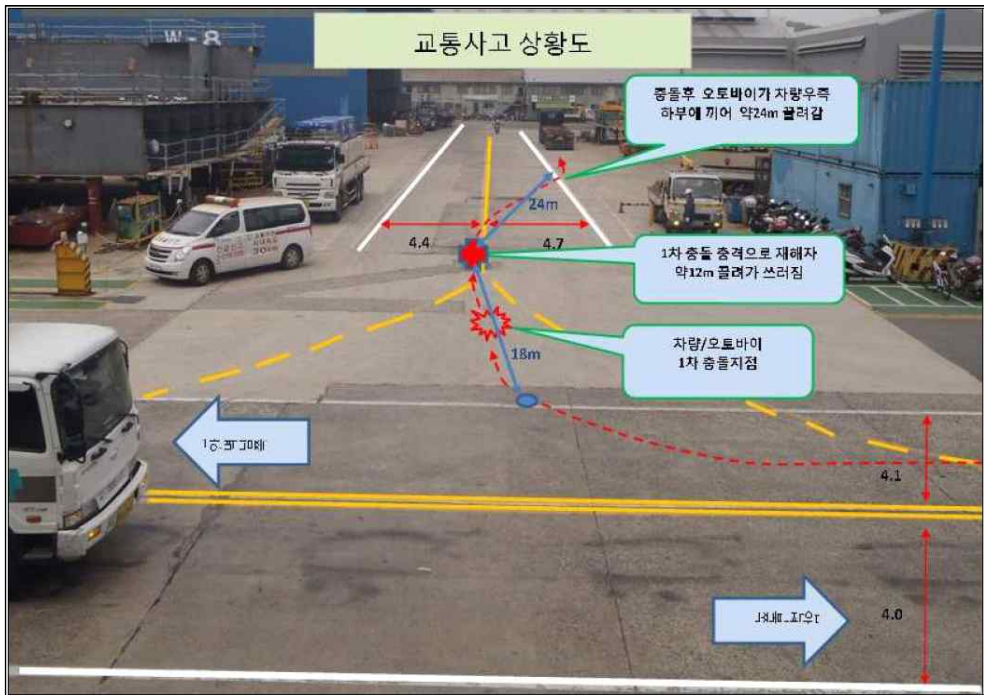 W-8
교통사고 상황도
충돌후 오토바이가 차량우측
하부에 끼어 약24m 끌려감
24m
4.4
4.7
1차 충돌 충격으로 재해자
약12m 끌려가 쓰러짐
차량/오토바이
1차 충돌지점
18m
4.1
4.0